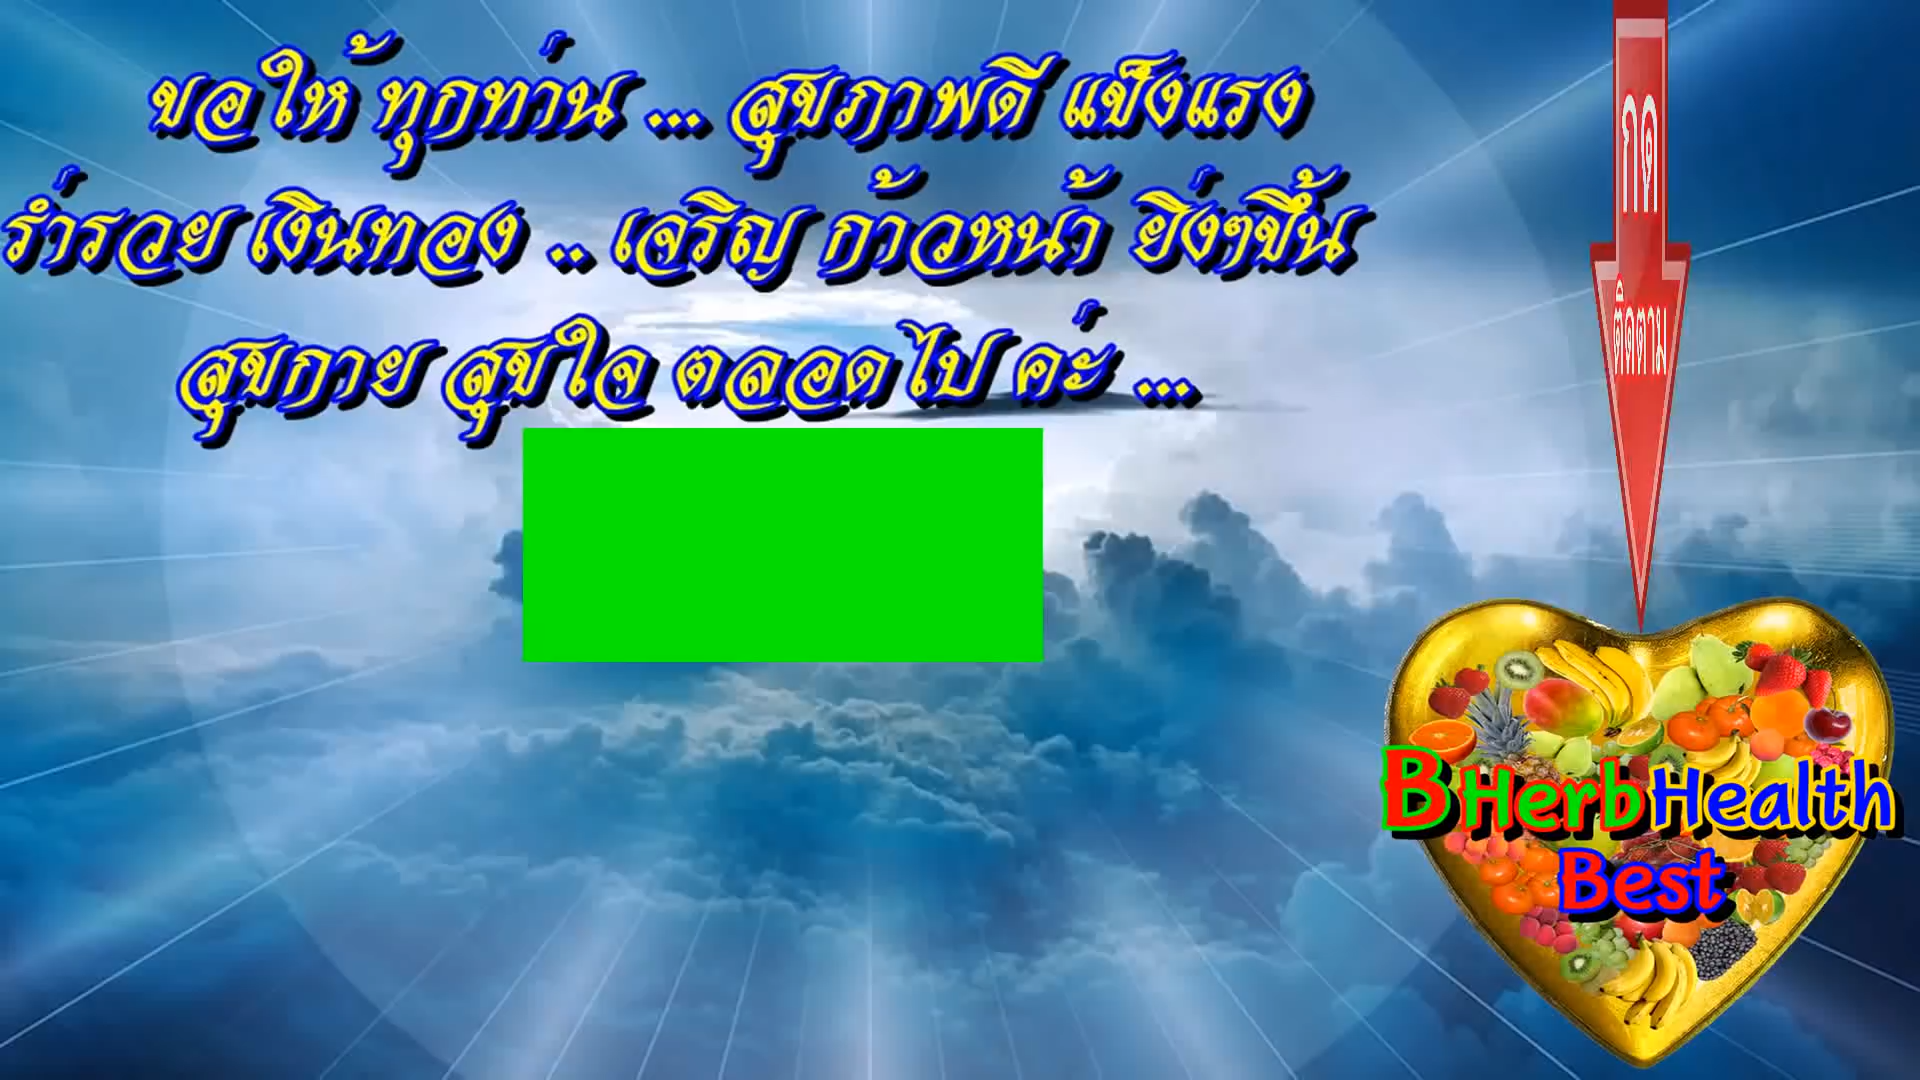 ขอให้ ทุกท่าน ... สุขภาพดี แข็งแรง
ร่ำรวย เงินทอง .. เจริญ ก้าวหน้า ยิ่งๆขึ้น
สุขกาย สุขใจ ตลอดไป ค่ะ ...
กด
ติดตาม
B Herb Health
Best